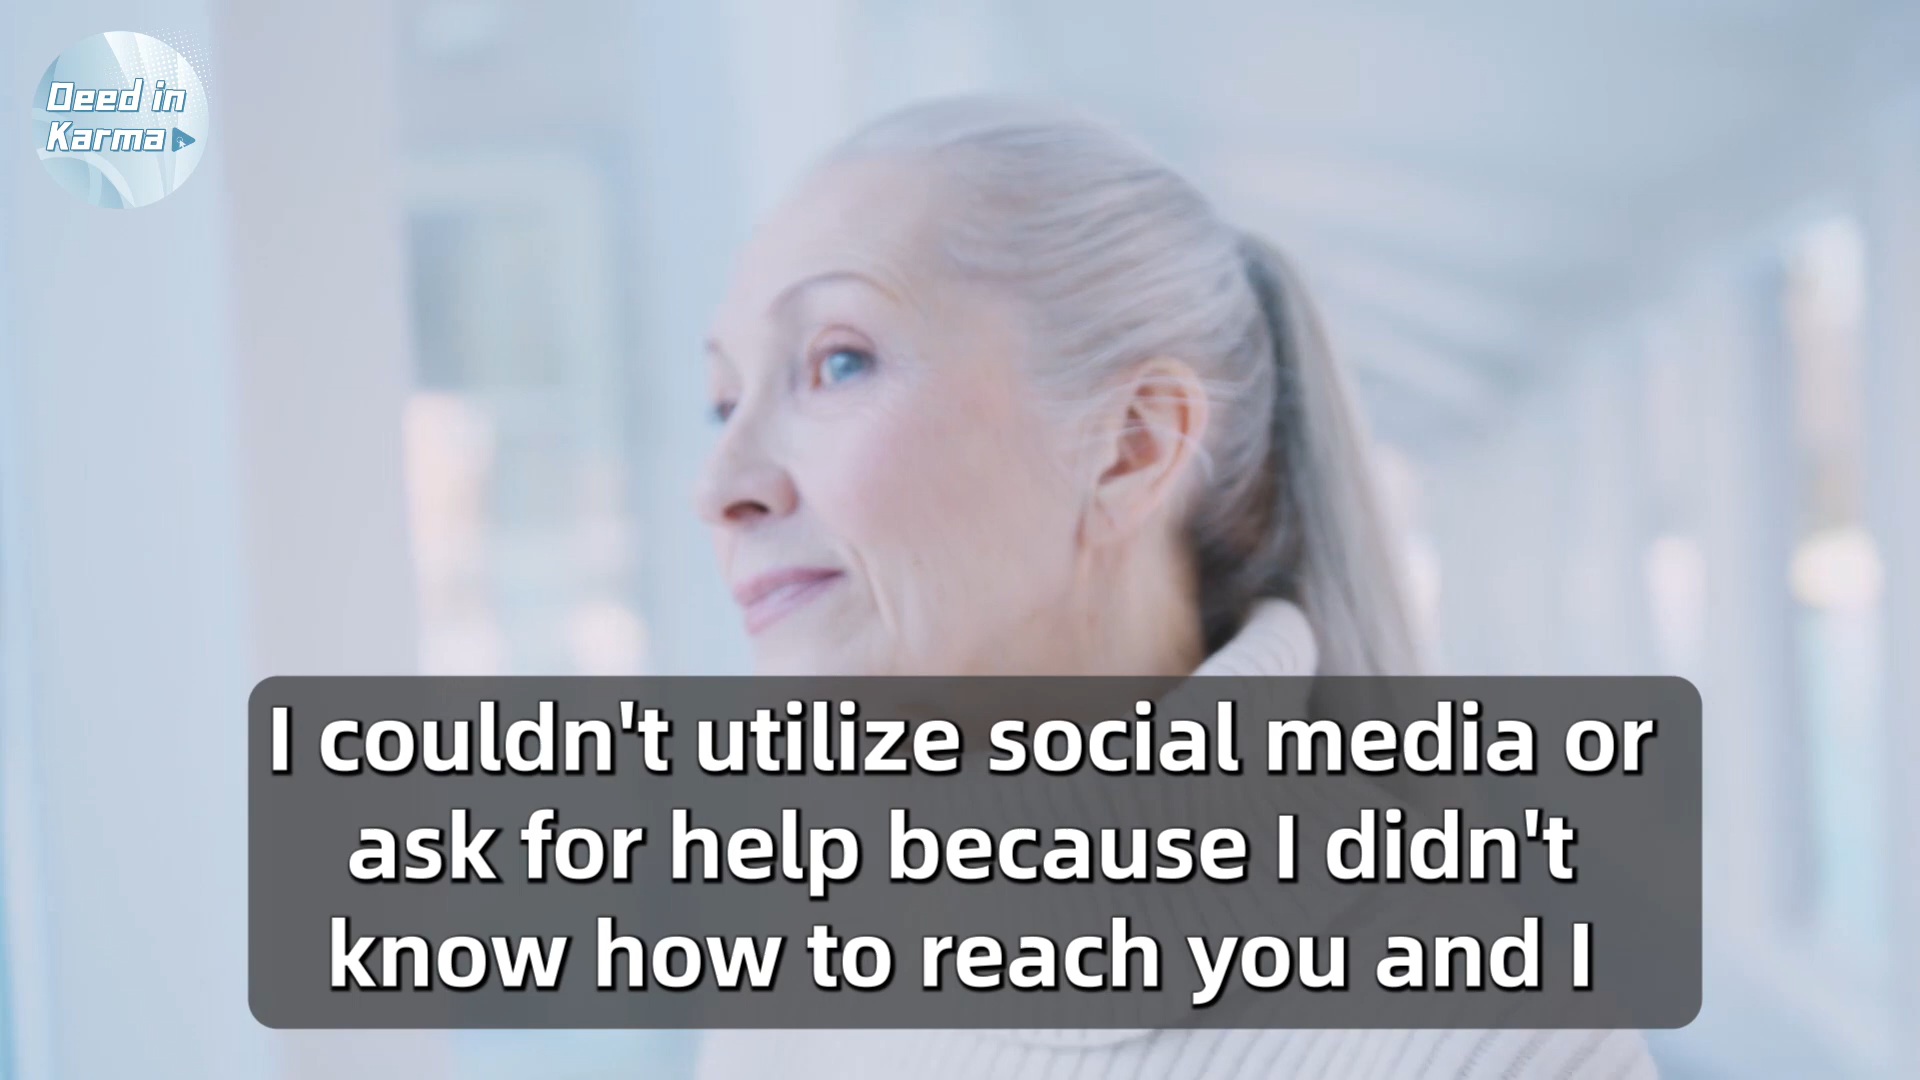 Deed in
Karma
I couldn't utilize social media or
ask for help because I didn't
know how to reach you and I